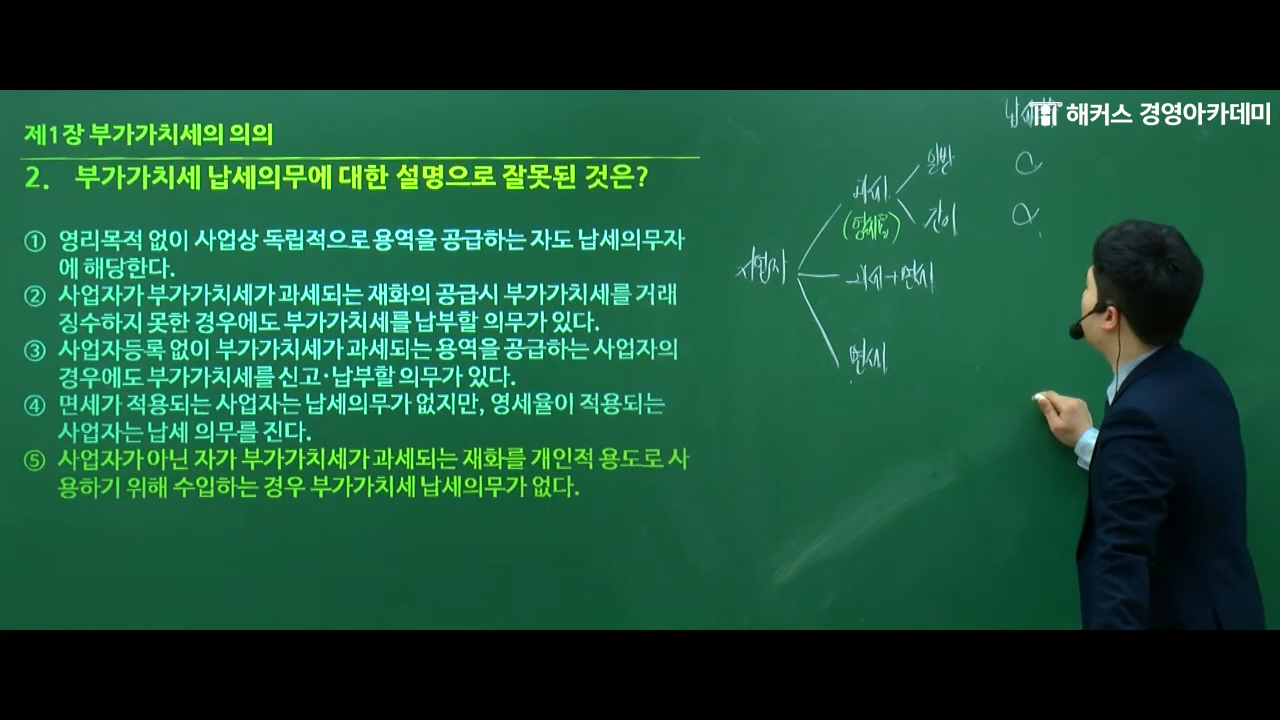 해커스 경영아카데미
제1장 부가가치세의 의의
2. 부가가치세 납세의무에 대한 설명으로 잘못된 것은?
① 영리목적 없이 사업상 독립적으로 용역을 공급하는 자도 납세의무자
에 해당한다.
② 사업자가 부가가치세가 과세되는 재화의 공급시 부가가치세를 거래
징수하지 못한 경우에도 부가가치세를 납부할 의무가 있다.
③ 사업자등록 없이 부가가치세가 과세되는 용역을 공급하는 사업자의
경우에도 부가가치세를 신고·납부할 의무가 있다.
④ 면세가 적용되는 사업자는 납세의무가 없지만, 영세율이 적용되는
사업자는 납세 의무를 진다.
⑤ 사업자가 아닌 자가 부가가치세가 과세되는 재화를 개인적 용도로 사
용하기 위해 수입하는 경우 부가가치세 납세의무가 없다.
일반
과세
간이
사업자
과세+면세
면세